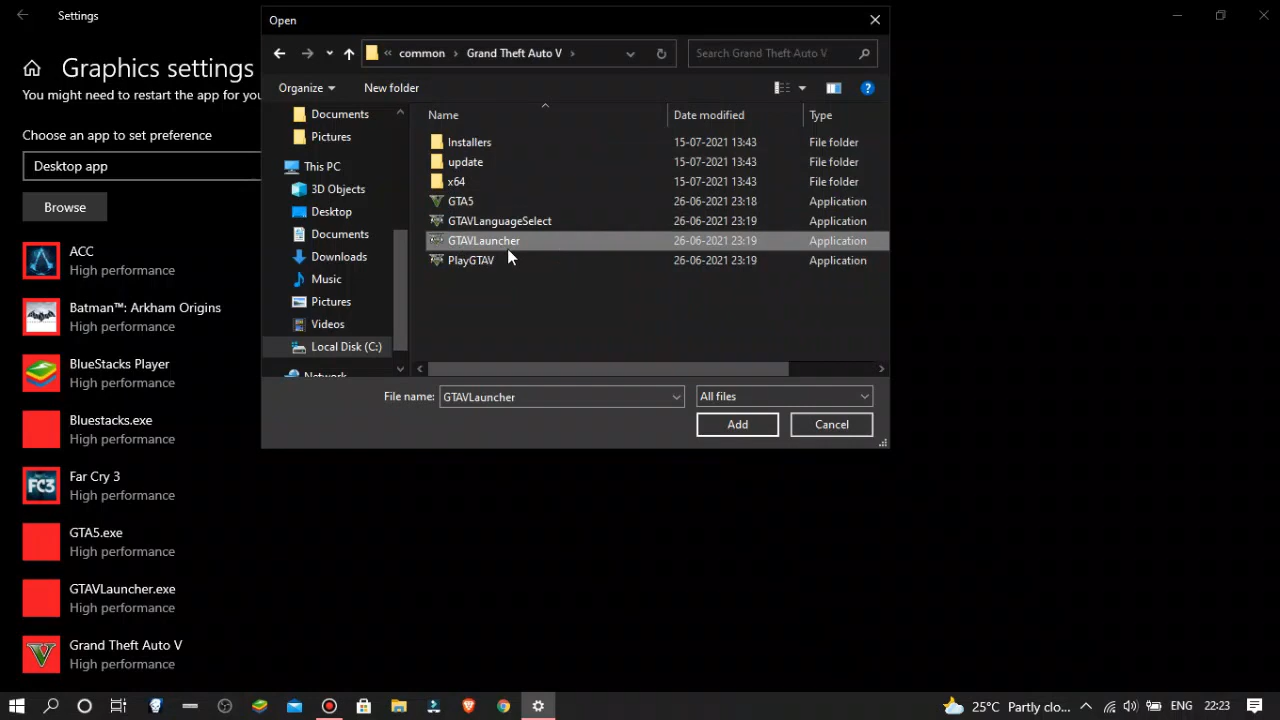 Settings
Graphics settings
You might need to restart the app for you
Choose an app to set preference
Desktop app
Browse
ACC
High performance
Batman™: Arkham Origins
High performance
BlueStacks Player
High performance
Bluestacks.exe
High performance
FC3
Far Cry 3
High performance
GTA5.exe
High performance
GTAVLauncher.exe
High performance
Grand Theft Auto V
High performance
Open
« common › Grand Theft Auto V ›
Search Grand Theft Auto V
Organize
New folder
Documents
Pictures
This PC
3D Objects
Desktop
Documents
Downloads
Music
Pictures
Videos
Local Disk (C:)
Network
Name Date modified Type
Installers 15-07-2021 13:43 File folder
update 15-07-2021 13:43 File folder
x64 15-07-2021 13:43 File folder
GTA5 26-06-2021 23:18 Application
GTAVLanguageSelect 26-06-2021 23:19 Application
GTAVLauncher 26-06-2021 23:19 Application
PlayGTAV 26-06-2021 23:19 Application
File name: GTAVLauncher All files
Add Cancel
25°C Partly clo... ENG 22:23